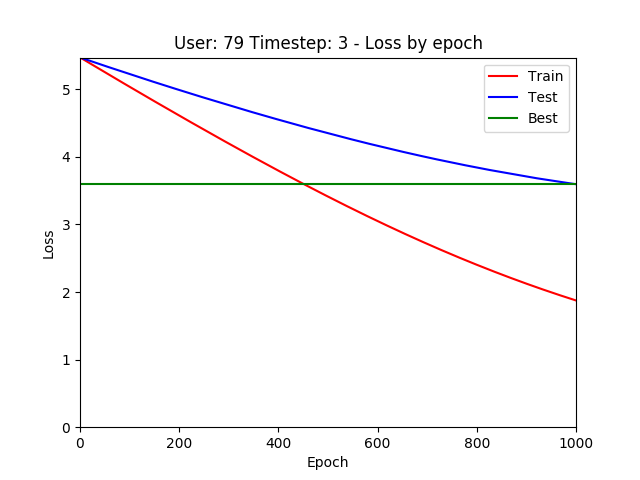 User: 79 Timestep: 3 - Loss by epoch
Train
Test
Best
5
4
3
2
1
0
Loss
0 200 400 600 800 1000
Epoch